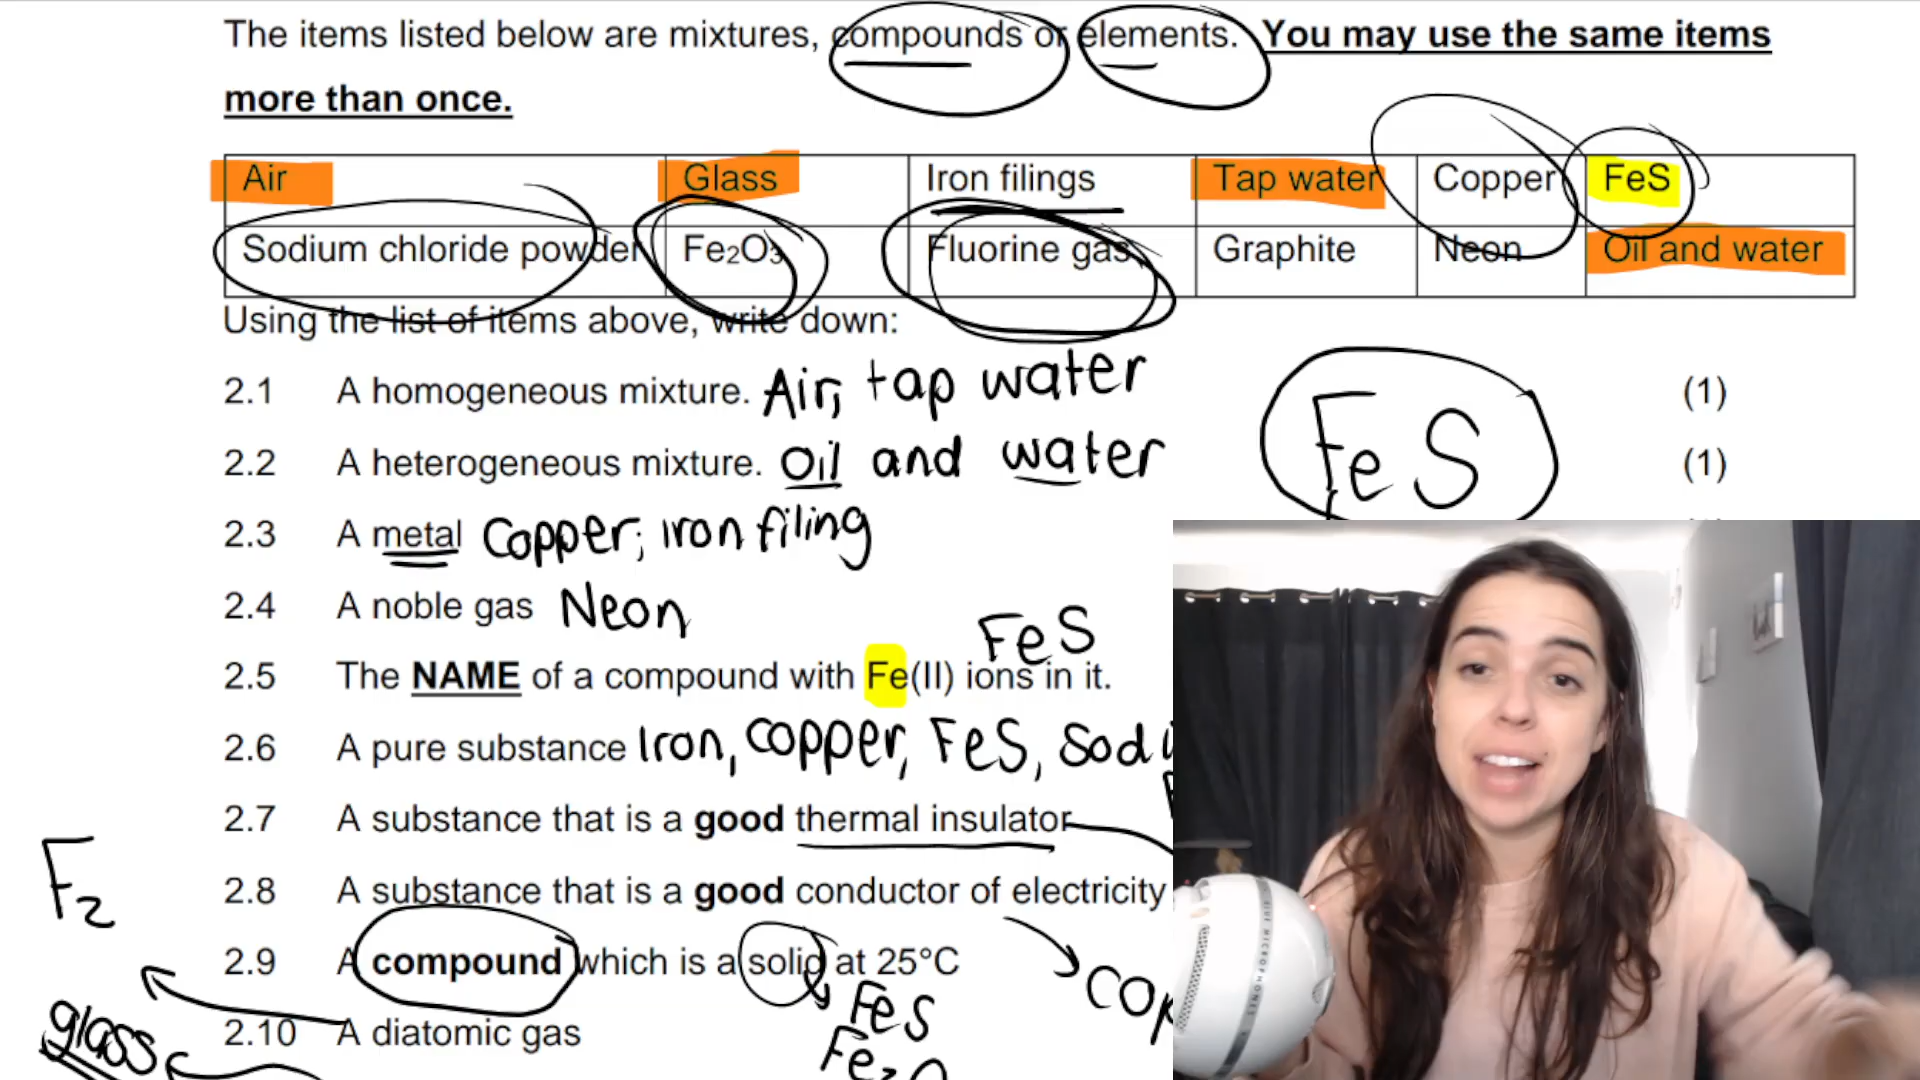 The items listed below are mixtures, compounds or elements. You may use the same items
more than once.
Air Glass Iron filings Tap water Copper FeS
Sodium chloride powder Fe₂O₃ Fluorine gas Graphite Neon Oil and water
Using the list of items above, write down:
2.1 A homogeneous mixture. Air, tap water (1)
2.2 A heterogeneous mixture. Oil and water (1)
FeS
2.3 A metal Copper; Iron filing
2.4 A noble gas Neon
FeS
2.5 The NAME of a compound with Fe(II) ions in it.
2.6 A pure substance Iron, copper, FeS, Sodi
2.7 A substance that is a good thermal insulator
F₂
2.8 A substance that is a good conductor of electricity
2.9 A compound which is a solid at 25°C
cop
FeS
glass
2.10 A diatomic gas